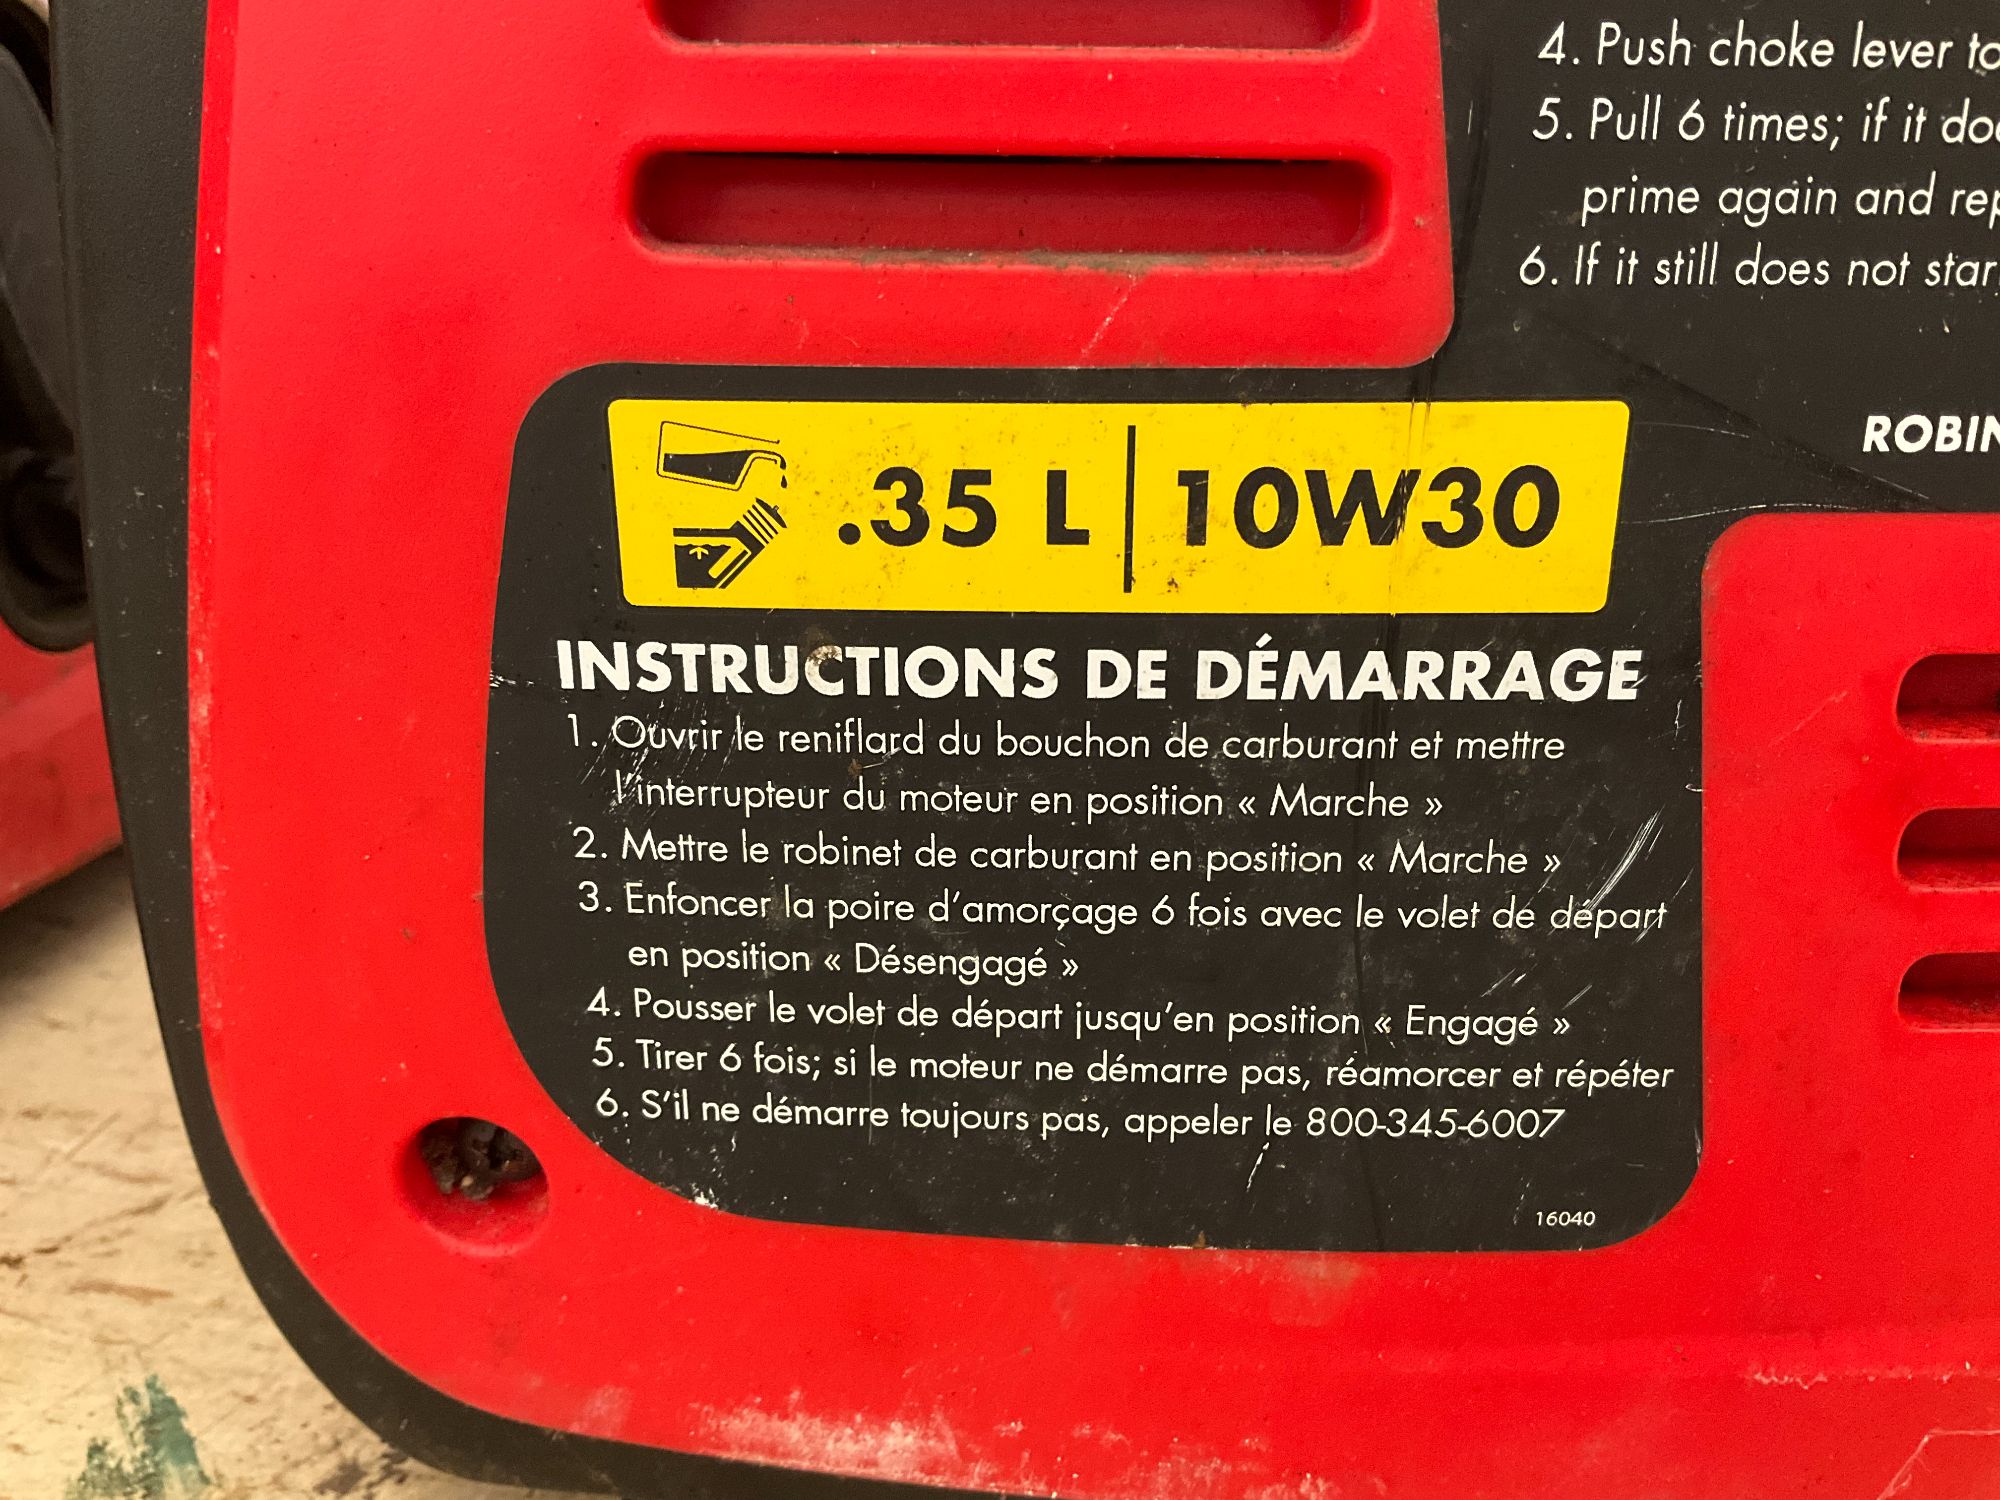 4. Push choke lever to
5. Pull 6 times; if it
prime again and
6. If it still does not
.35 L | 10W30
INSTRUCTIONS DE DÉMARRAGE
1. Ouvrir le reniflard du bouchon de carburant et mettre
l'interrupteur du moteur en position « Marche »
2. Mettre le robinet de carburant en position « Marche »
3. Enfoncer la poire d'amorçage 6 fois avec le volet de départ
en position « Désengagé »
4. Pousser le volet de départ jusqu'en position « Engagé »
5. Tirer 6 fois; si le moteur ne démarre pas, réamorcer et répéter
6. S'il ne démarre toujours pas, appeler le 800-345-6007
16040